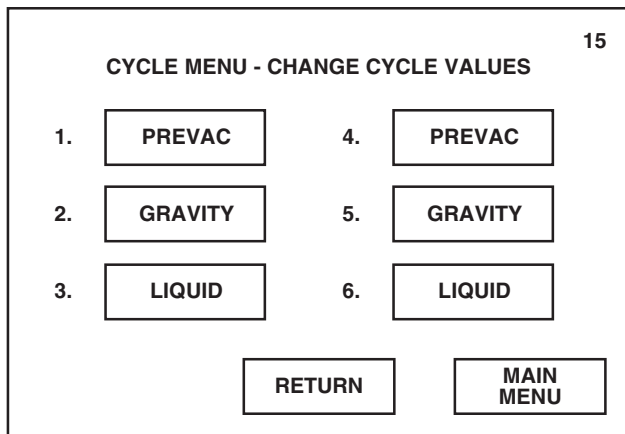 15
CYCLE MENU - CHANGE CYCLE VALUES
1. PREVAC 4. PREVAC
2. GRAVITY 5. GRAVITY
3. LIQUID 6. LIQUID
RETURN MAIN
MENU